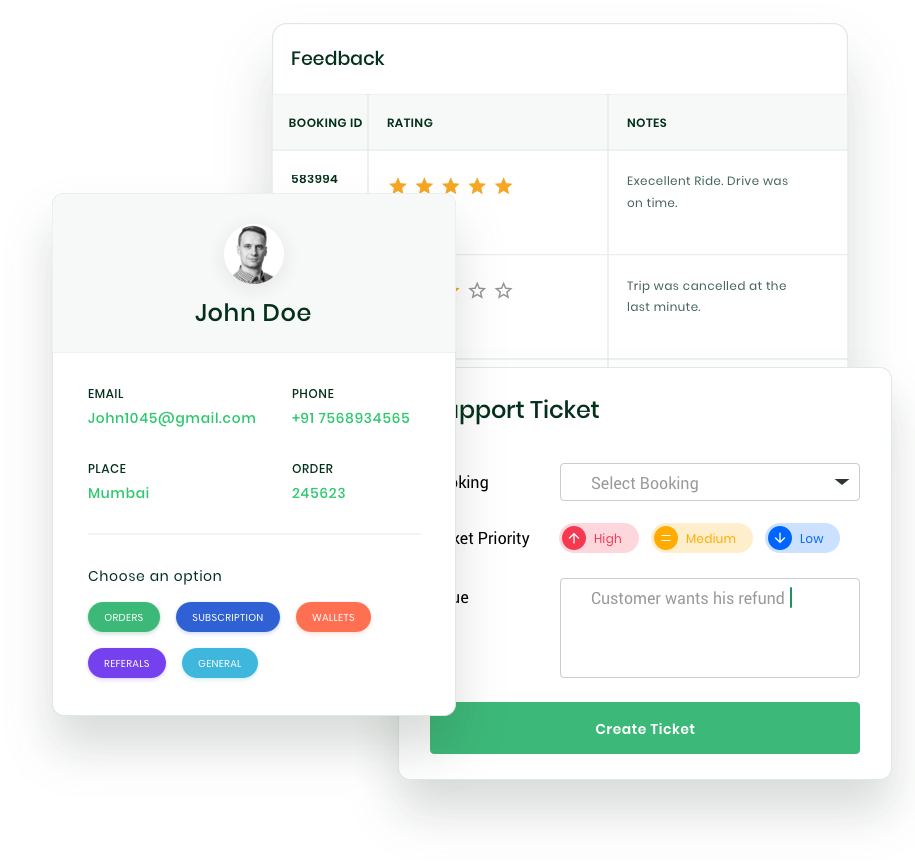 Feedback
BOOKING ID
RATING
NOTES
583994
Execellent Ride. Drive was
on time.
Trip was cancelled at the
last minute.
John Doe
EMAIL
John1045@gmail.com
PHONE
+91 7568934565
PLACE
Mumbai
ORDER
245623
Choose an option
ORDERS
SUBSCRIPTION
WALLETS
REFERALS
GENERAL
pport Ticket
king
Select Booking
ket Priority
High
Medium
Low
ue
Customer wants his refund
Create Ticket